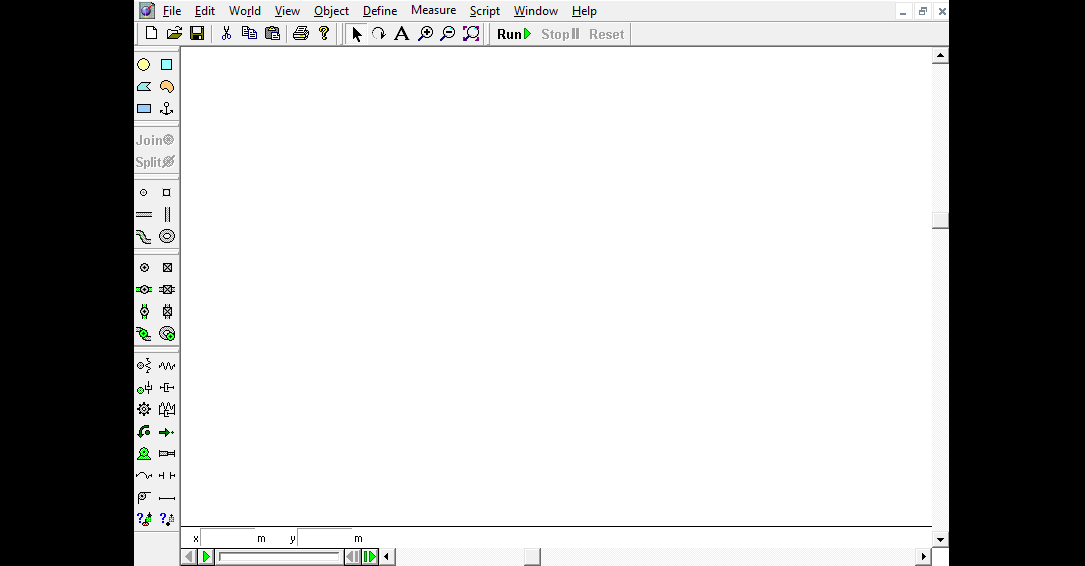 File Edit World View Object Define Measure Script Window Help
Run Stop Reset
Join
Split
x m y m